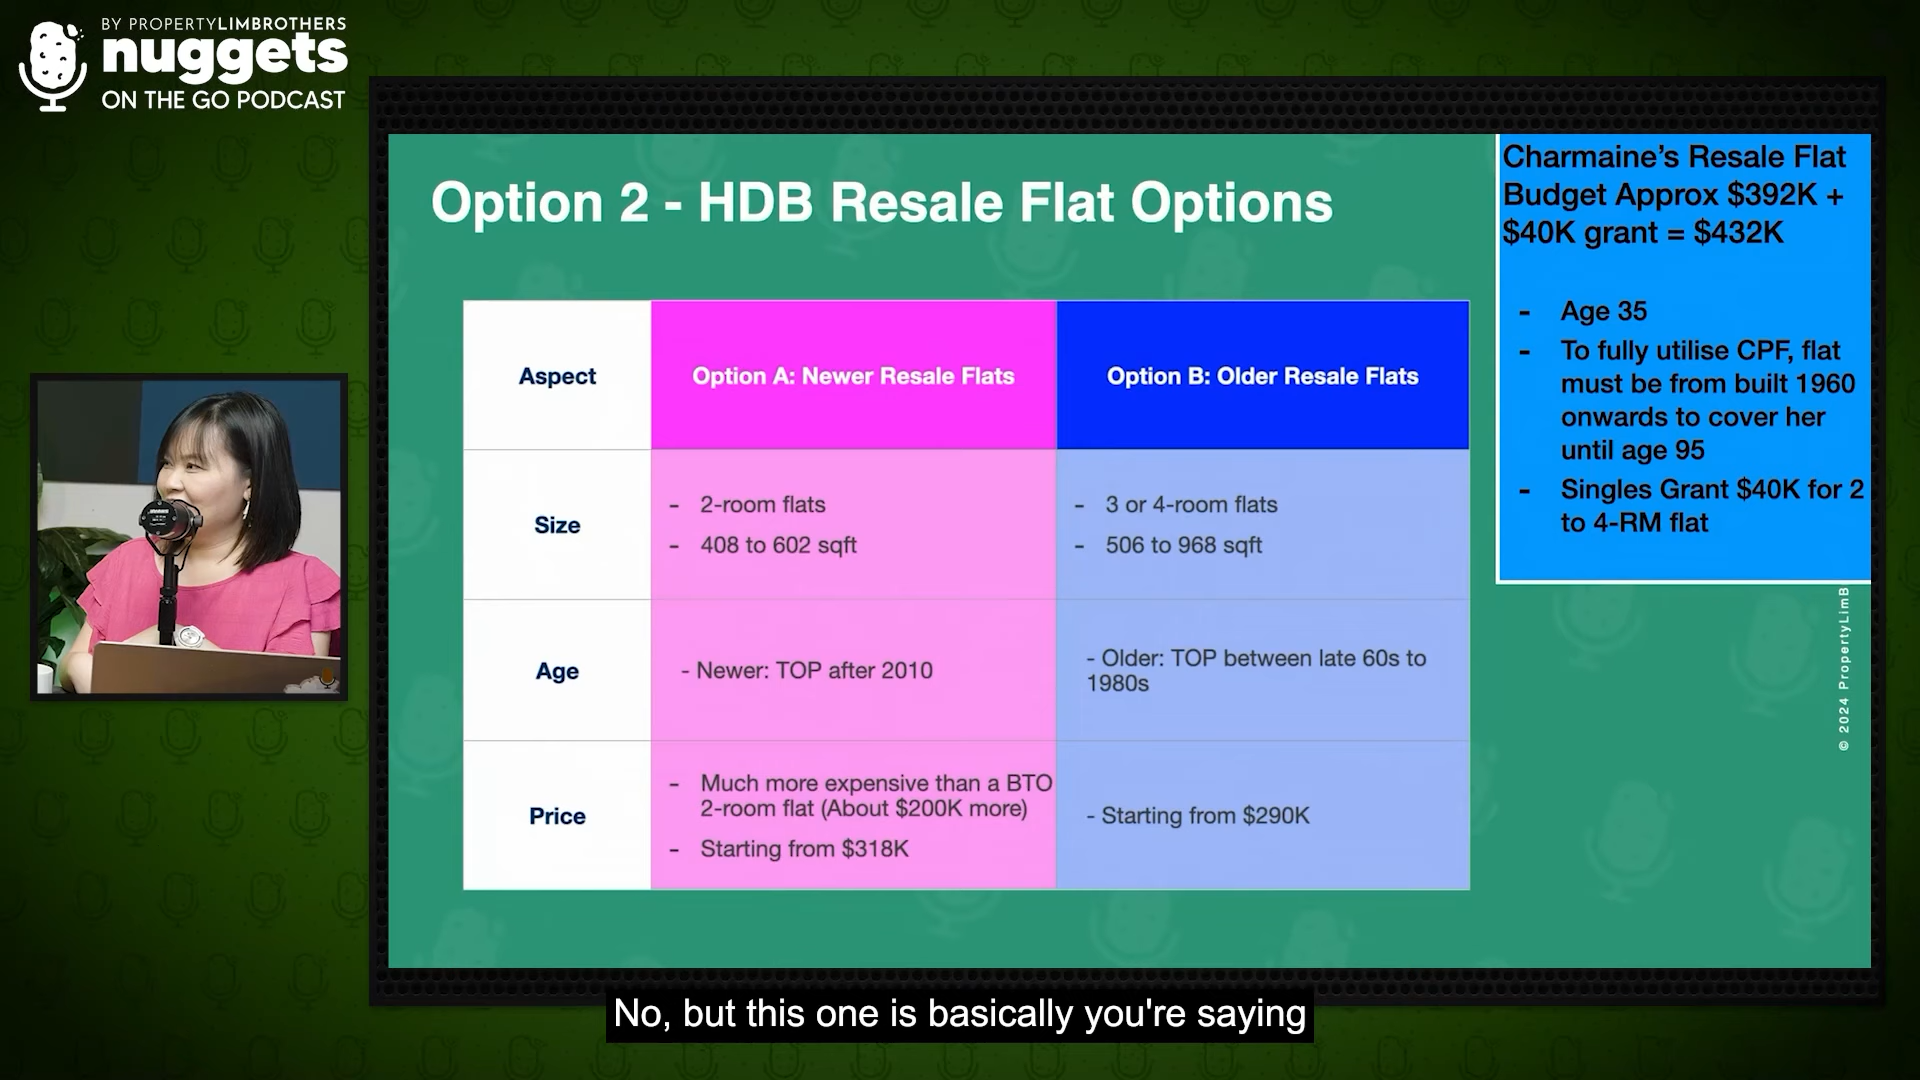 BY PROPERTYLIMBROTHERS
nuggets
ON THE GO PODCAST
Option 2 - HDB Resale Flat Options
Charmaine’s Resale Flat
Budget Approx $392K +
$40K grant = $432K
- Age 35
- To fully utilise CPF, flat
must be from built 1960
onwards to cover her
until age 95
- Singles Grant $40K for 2
to 4-RM flat
Aspect
Option A: Newer Resale Flats
Option B: Older Resale Flats
Size
- 2-room flats
- 408 to 602 sqft
- 3 or 4-room flats
- 506 to 968 sqft
Age
- Newer: TOP after 2010
- Older: TOP between late 60s to
1980s
Price
- Much more expensive than a BTO
2-room flat (About $200K more)
- Starting from $318K
- Starting from $290K
© 2024 PropertyLimB
No, but this one is basically you're saying